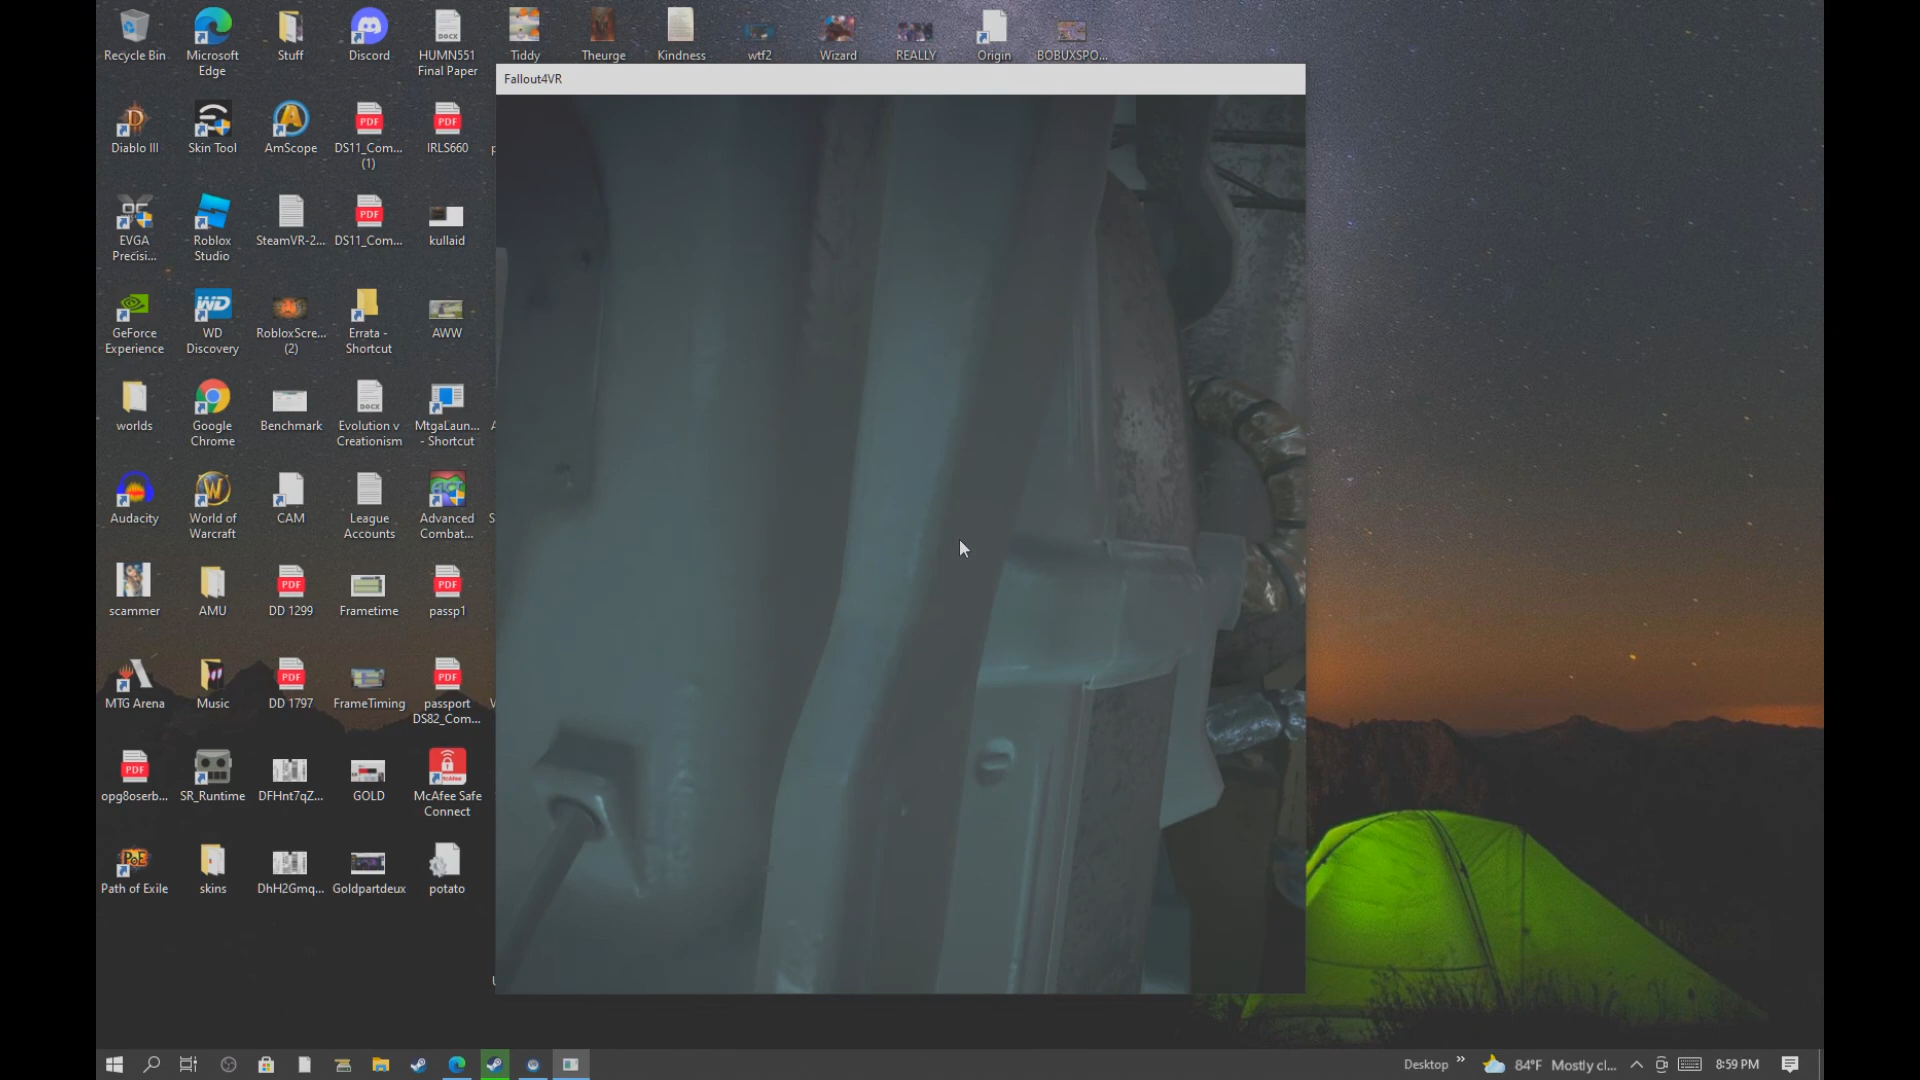 Recycle Bin
Microsoft
Edge
Stuff
Discord
HUMN551
Final Paper
Tiddy
Theurge
Kindness
wtf2
Wizard
REALLY
Origin
BOBUXSPO...
Fallout4VR
Diablo III
Skin Tool
AmScope
DS11_Com...
(1)
IRLS660
EVGA
Precisi...
Roblox
Studio
SteamVR-2...
DS11_Com...
kullaid
GeForce
Experience
WD
Discovery
RobloxScre...
(2)
Errata -
Shortcut
AWW
worlds
Google
Chrome
Benchmark
Evolution v
Creationism
MtgaLaun...
- Shortcut
Audacity
World of
Warcraft
CAM
League
Accounts
Advanced
Combat...
scammer
AMU
DD 1299
Frametime
passp1
MTG Arena
Music
DD 1797
FrameTiming
passport
DS82_Com...
opg8oserb...
SR_Runtime
DFHnt7qZ...
GOLD
McAfee Safe
Connect
Path of Exile
skins
DhH2Gmq...
Goldpartdeux
potato
Desktop
84°F Mostly cl...
8:59 PM